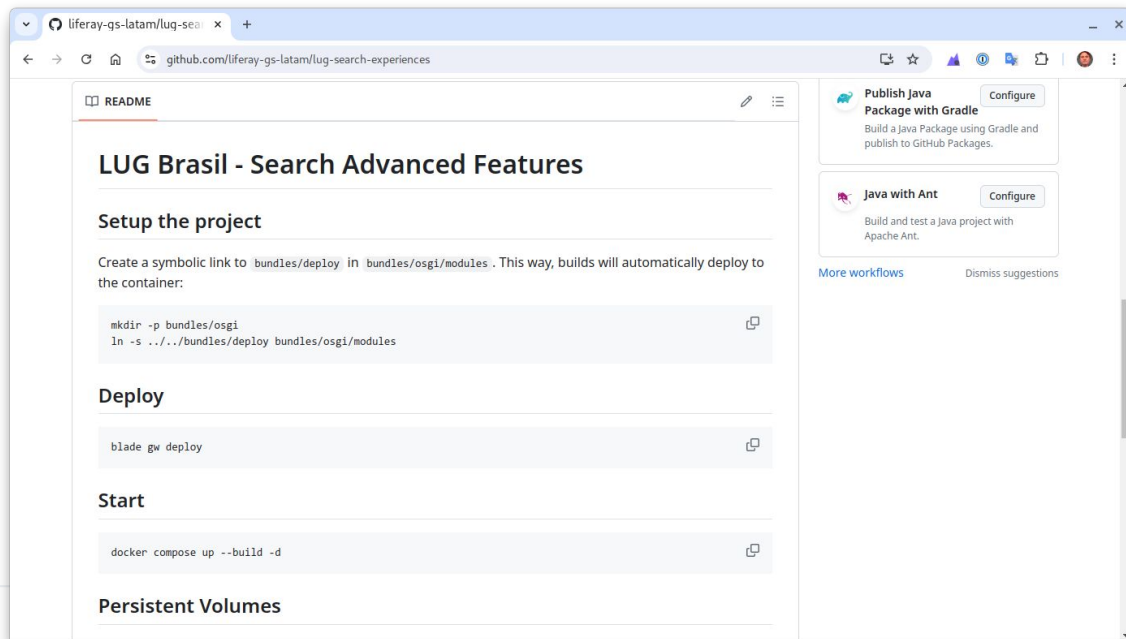 liferay-gs-latam/lug-sea
github.com/liferay-gs-latam/lug-search-experiences
README
LUG Brasil - Search Advanced Features
Setup the project
Create a symbolic link to bundles/deploy in bundles/osgi/modules. This way, builds will automatically deploy to
the container:
mkdir -p bundles/osgi
ln -s ../../bundles/deploy bundles/osgi/modules
Deploy
blade gw deploy
Start
docker compose up --build -d
Persistent Volumes
Publish Java
Package with Gradle
Configure
Build a Java Package using Gradle and
publish to GitHub Packages.
Java with Ant
Configure
Build and test a Java project with
Apache Ant.
More workflows
Dismiss suggestions